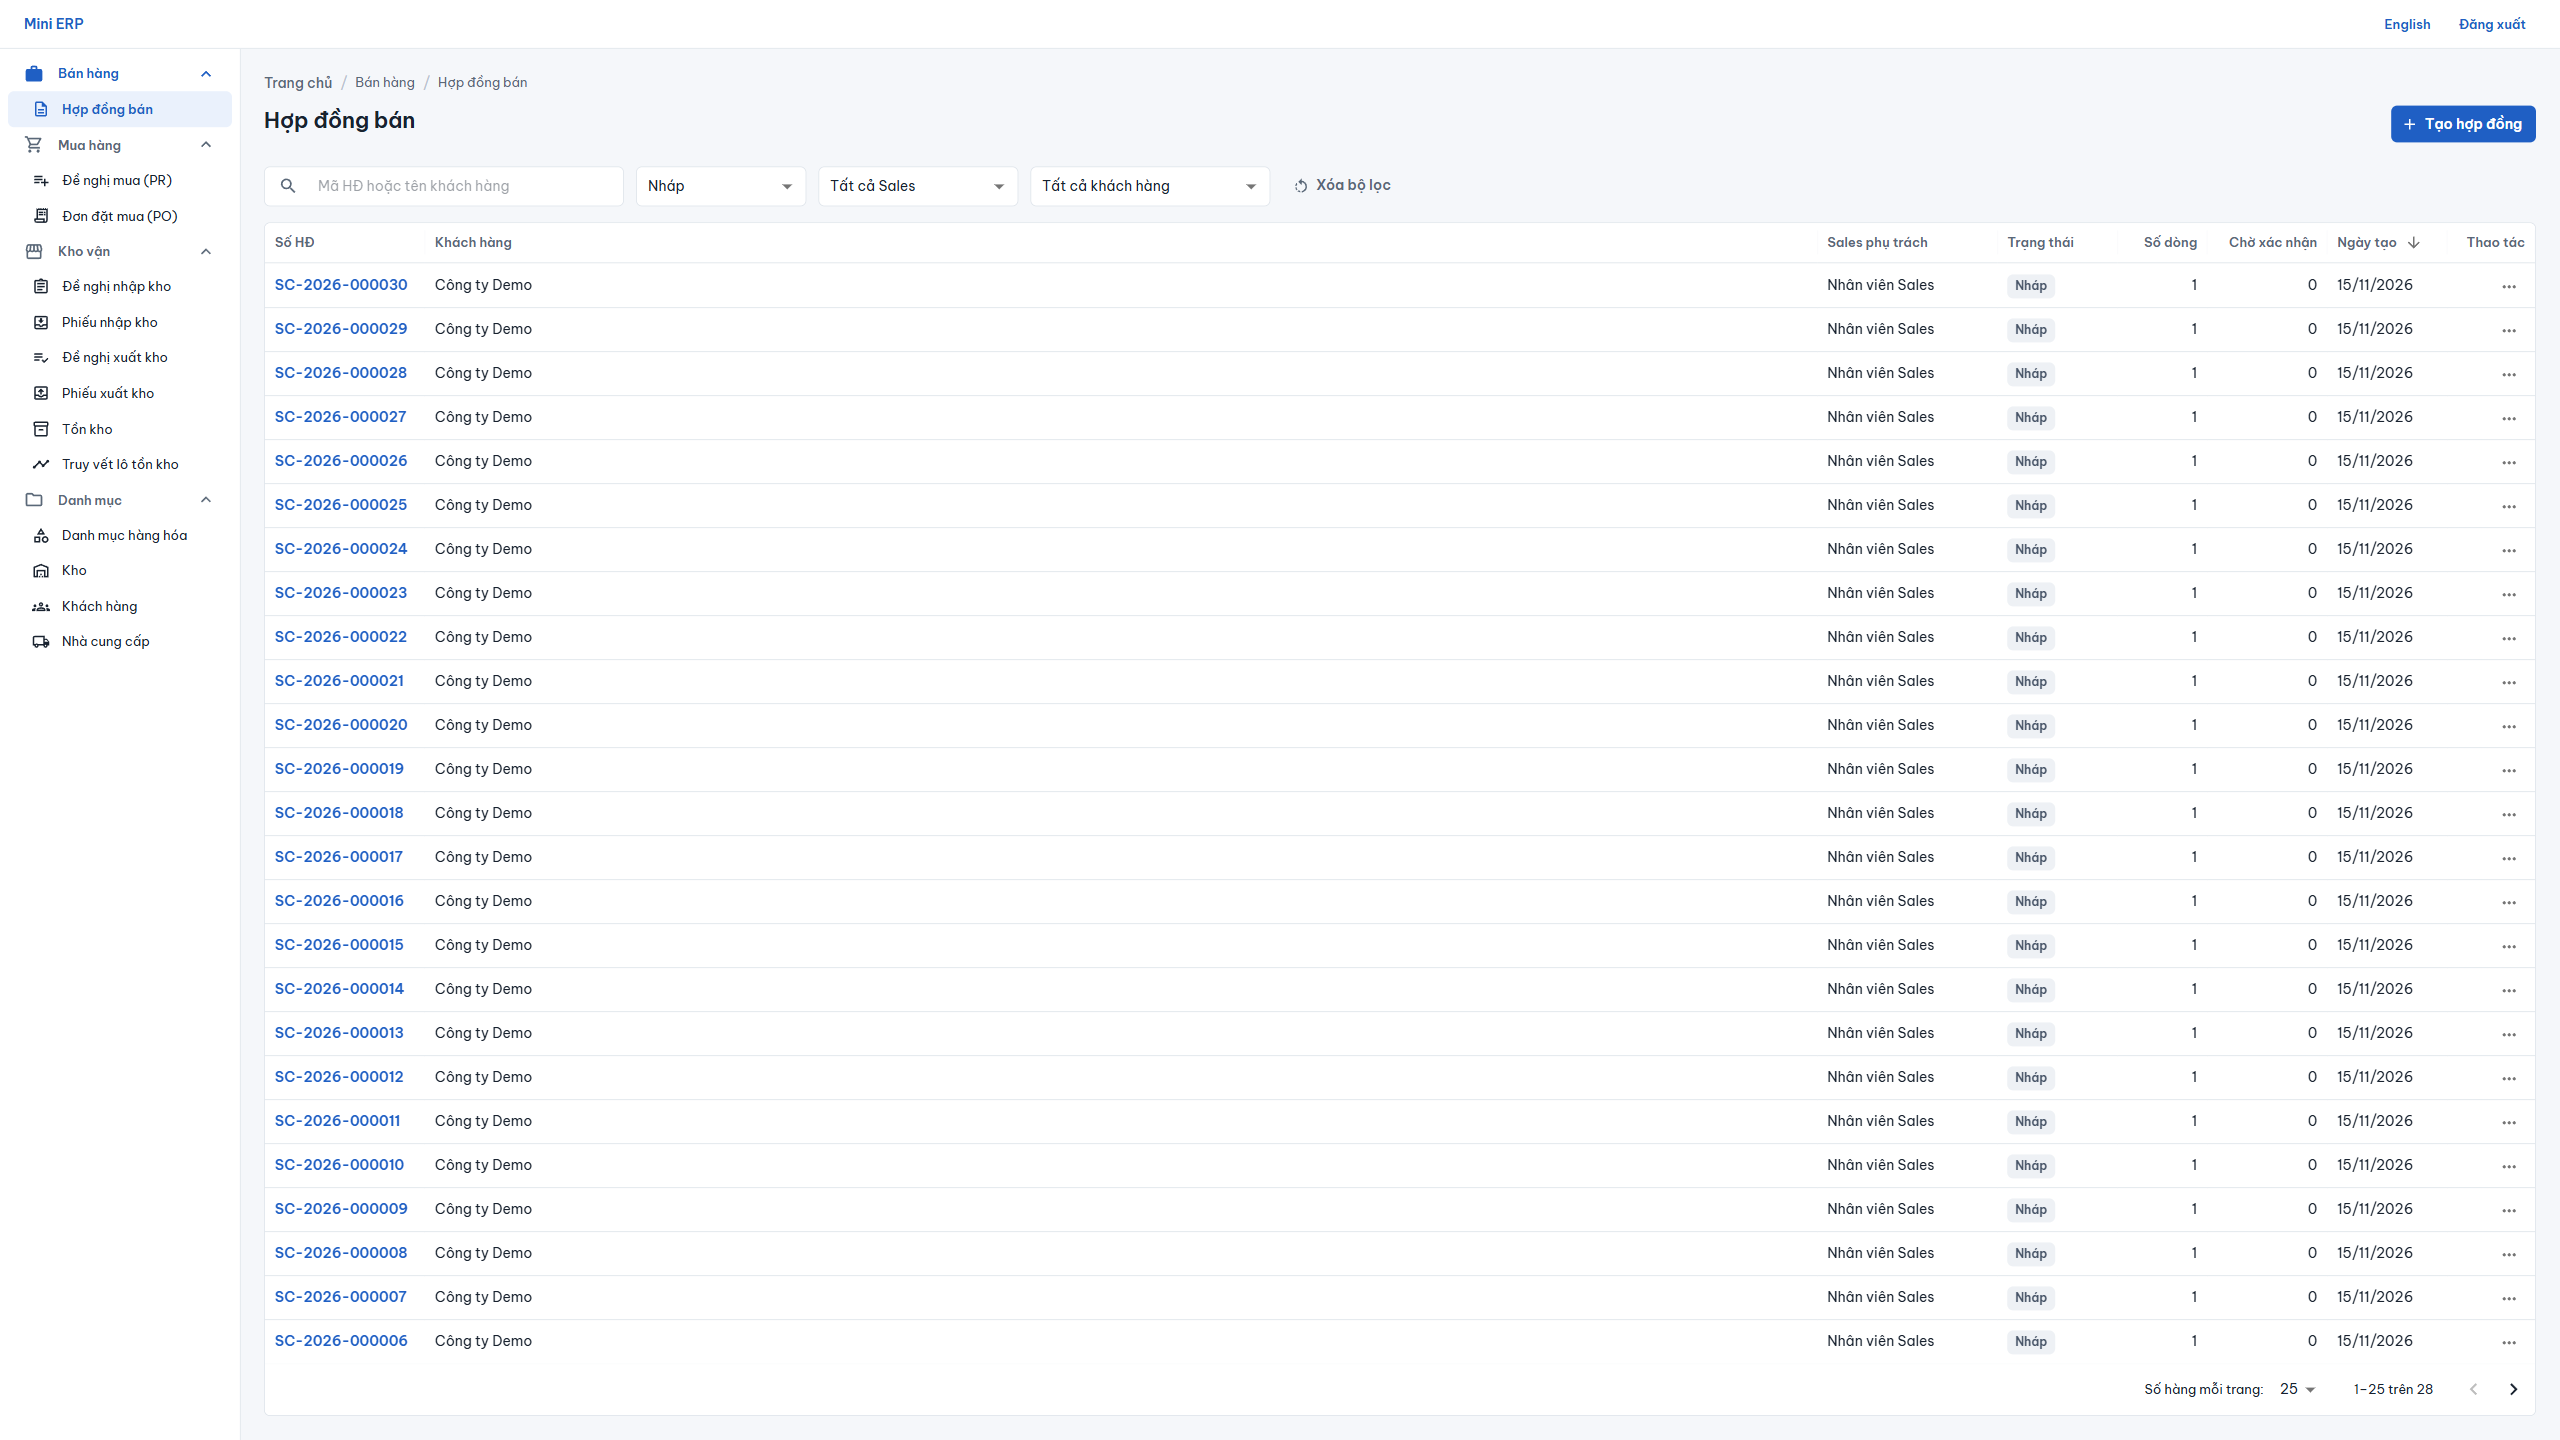 Mini ERP English Đăng xuất
Bán hàng
Hợp đồng bán
Mua hàng
Đề nghị mua (PR)
Đơn đặt mua (PO)
Kho vận
Đề nghị nhập kho
Phiếu nhập kho
Đề nghị xuất kho
Phiếu xuất kho
Tồn kho
Truy vết lô tồn kho
Danh mục
Danh mục hàng hóa
Kho
Khách hàng
Nhà cung cấp
Trang chủ / Bán hàng / Hợp đồng bán
Hợp đồng bán
+ Tạo hợp đồng
Mã HĐ hoặc tên khách hàng Nháp Tất cả Sales Tất cả khách hàng Xóa bộ lọc
Số HĐ Khách hàng Sales phụ trách Trạng thái Số dòng Chờ xác nhận Ngày tạo Thao tác
SC-2026-000030 Công ty Demo Nhân viên Sales Nháp 1 0 15/11/2026
SC-2026-000029 Công ty Demo Nhân viên Sales Nháp 1 0 15/11/2026
SC-2026-000028 Công ty Demo Nhân viên Sales Nháp 1 0 15/11/2026
SC-2026-000027 Công ty Demo Nhân viên Sales Nháp 1 0 15/11/2026
SC-2026-000026 Công ty Demo Nhân viên Sales Nháp 1 0 15/11/2026
SC-2026-000025 Công ty Demo Nhân viên Sales Nháp 1 0 15/11/2026
SC-2026-000024 Công ty Demo Nhân viên Sales Nháp 1 0 15/11/2026
SC-2026-000023 Công ty Demo Nhân viên Sales Nháp 1 0 15/11/2026
SC-2026-000022 Công ty Demo Nhân viên Sales Nháp 1 0 15/11/2026
SC-2026-000021 Công ty Demo Nhân viên Sales Nháp 1 0 15/11/2026
SC-2026-000020 Công ty Demo Nhân viên Sales Nháp 1 0 15/11/2026
SC-2026-000019 Công ty Demo Nhân viên Sales Nháp 1 0 15/11/2026
SC-2026-000018 Công ty Demo Nhân viên Sales Nháp 1 0 15/11/2026
SC-2026-000017 Công ty Demo Nhân viên Sales Nháp 1 0 15/11/2026
SC-2026-000016 Công ty Demo Nhân viên Sales Nháp 1 0 15/11/2026
SC-2026-000015 Công ty Demo Nhân viên Sales Nháp 1 0 15/11/2026
SC-2026-000014 Công ty Demo Nhân viên Sales Nháp 1 0 15/11/2026
SC-2026-000013 Công ty Demo Nhân viên Sales Nháp 1 0 15/11/2026
SC-2026-000012 Công ty Demo Nhân viên Sales Nháp 1 0 15/11/2026
SC-2026-000011 Công ty Demo Nhân viên Sales Nháp 1 0 15/11/2026
SC-2026-000010 Công ty Demo Nhân viên Sales Nháp 1 0 15/11/2026
SC-2026-000009 Công ty Demo Nhân viên Sales Nháp 1 0 15/11/2026
SC-2026-000008 Công ty Demo Nhân viên Sales Nháp 1 0 15/11/2026
SC-2026-000007 Công ty Demo Nhân viên Sales Nháp 1 0 15/11/2026
SC-2026-000006 Công ty Demo Nhân viên Sales Nháp 1 0 15/11/2026
Số hàng mỗi trang: 25 1–25 trên 28